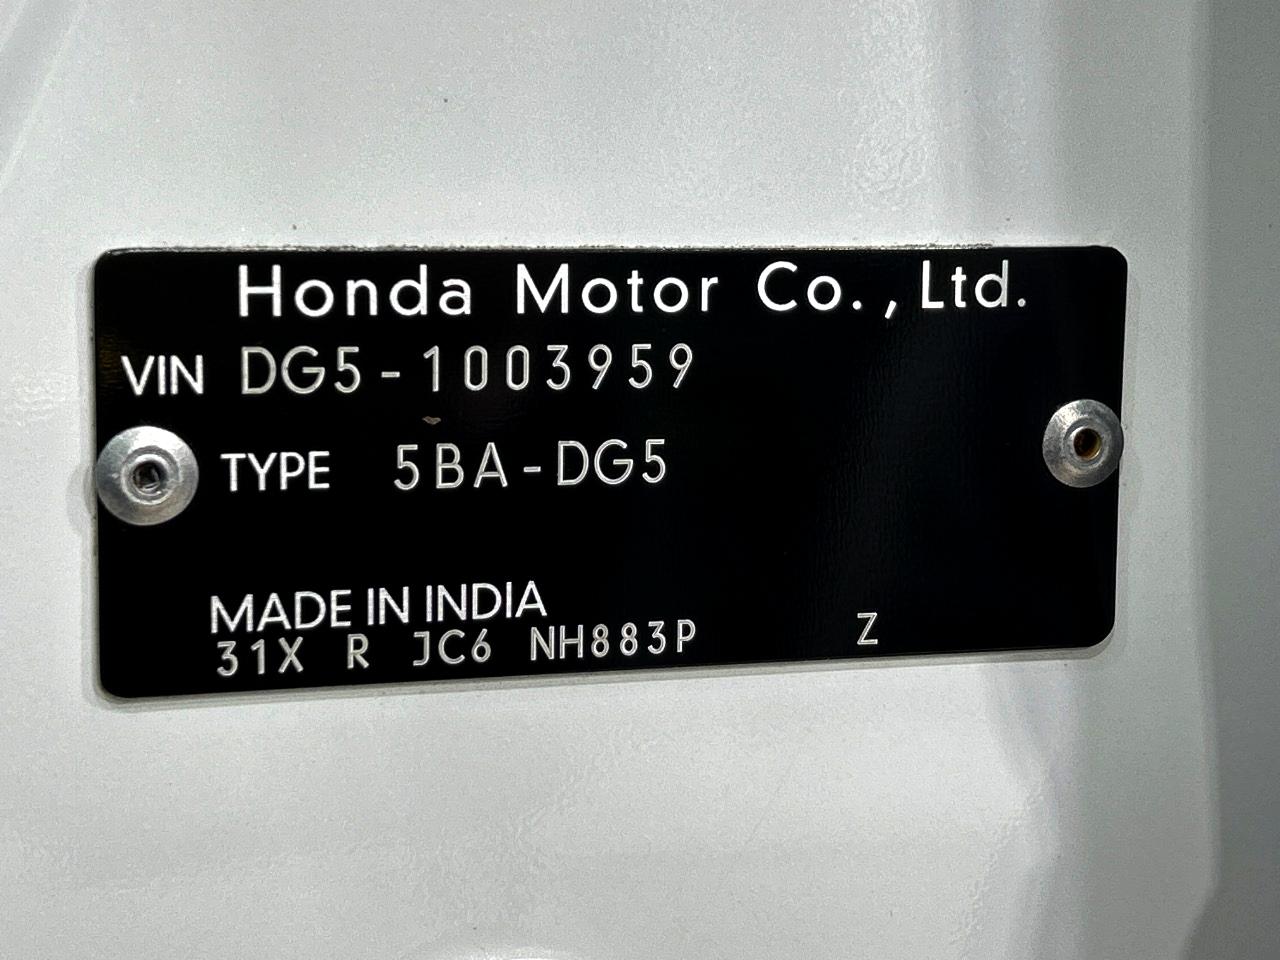 Honda Motor Co., Ltd.
VIN DG5-1003959
TYPE 5BA-DG5
MADE IN INDIA
31X R JC6 NH883P Z